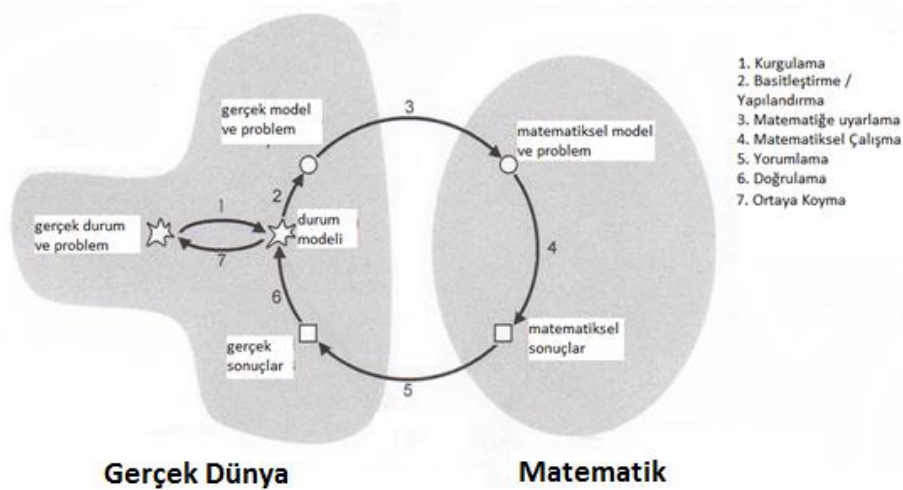 gerçek model
ve problem
3
matematiksel model
ve problem
1. Kurgulama
2. Basitleştirme /
Yapılandırma
3. Matematiğe uyarlama
4. Matematiksel Çalışma
5. Yorumlama
6. Doğrulama
7. Ortaya Koyma
gerçek durum
ve problem
1
2
7
durum
modeli
4
6
gerçek
sonuçlar
matematiksel
sonuçlar
5
Gerçek Dünya
Matematik